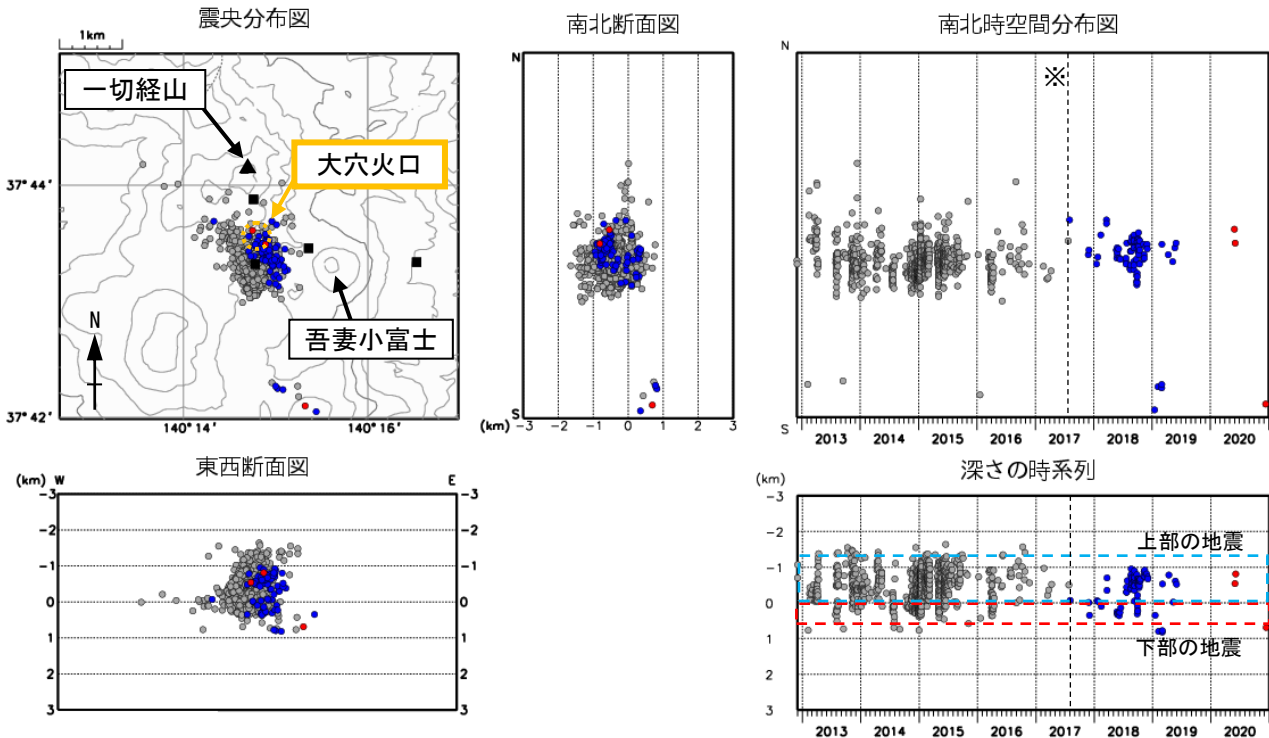 震央分布図
1km
一切経山
大穴火口
37°44′
吾妻小富士
N
37°42′
140°14′
140°16′
南北断面図
N
S
(km)
-3 -2 -1 0 1 2 3
南北時空間分布図
N
※
S
2013 2014 2015 2016 2017 2018 2019 2020
東西断面図
(km) W E
-3 -3
-2 -2
-1 -1
0 0
1 1
2 2
3 3
深さの時系列
(km)
-3
-2
上部の地震
-1
0
1
下部の地震
2
3
2013 2014 2015 2016 2017 2018 2019 2020